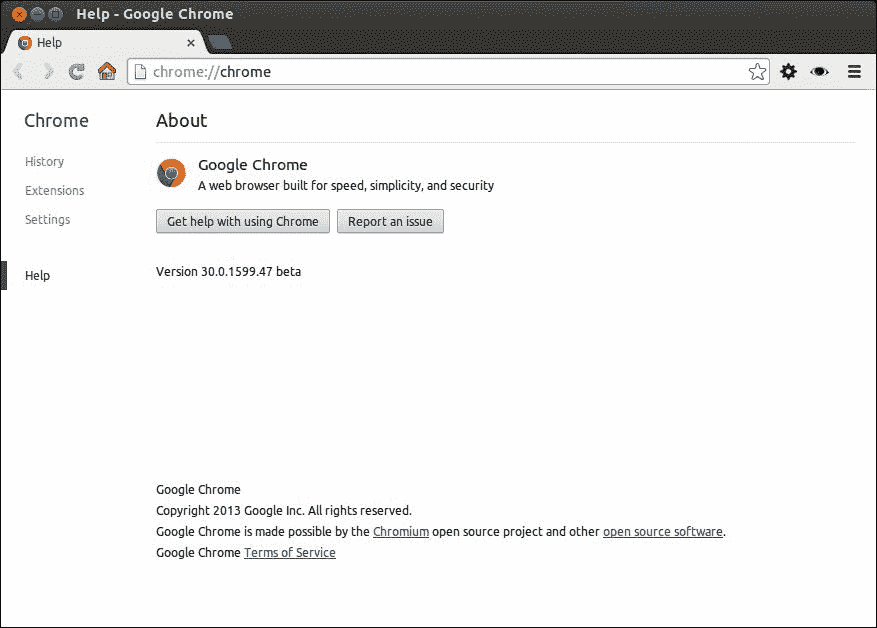 Help - Google Chrome
Help
chrome://chrome
Chrome
About
History
Extensions
Settings
Help
Google Chrome
A web browser built for speed, simplicity, and security
Get help with using Chrome
Report an issue
Version 30.0.1599.47 beta
Google Chrome
Copyright 2013 Google Inc. All rights reserved.
Google Chrome is made possible by the Chromium open source project and other open source software.
Google Chrome Terms of Service